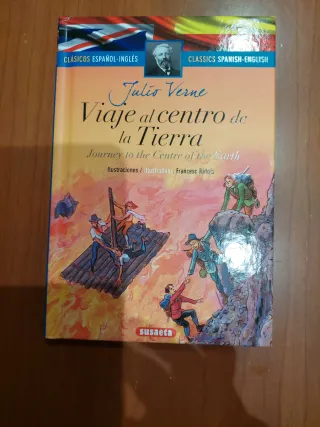 CLÁSICOS ESPAÑOL-INGLÉS
CLASSICS SPANISH-ENGLISH
Julio Verne
Viaje al centro de
la Tierra
Journey to the Centre of the Earth
Ilustraciones / Illustrations Francesc Ràfols
susaeta